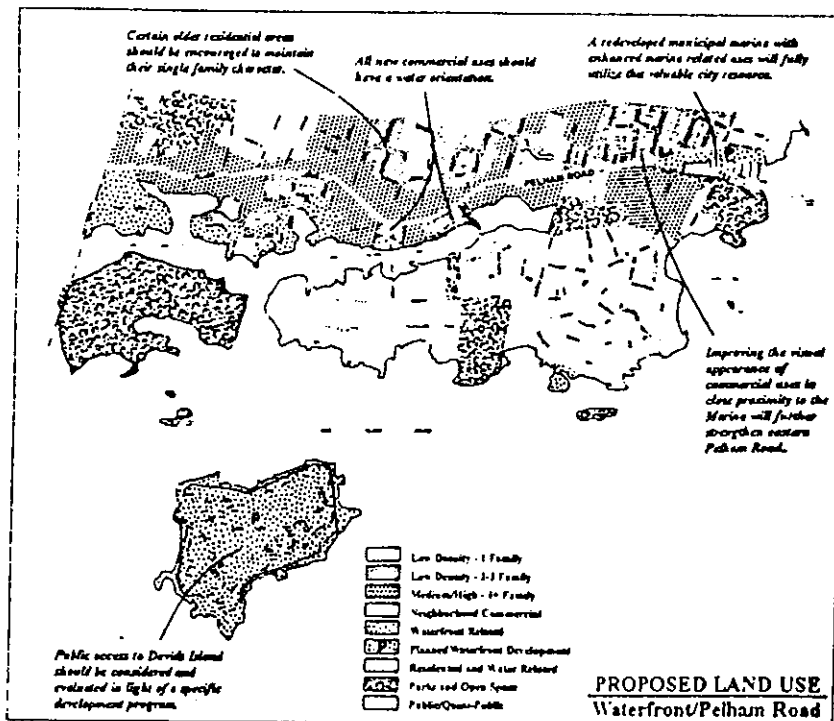 Certain older residential areas
should be encouraged to maintain
their single family character.
All new commercial uses should
have a water orientation.
A redeveloped municipal marina with
enhanced marine related uses will fully
utilize this valuable city resource.
PELHAM ROAD
Improving the visual
appearance of
commercial uses in
close proximity to the
Marina will further
strengthen eastern
Pelham Road.
Public access to Davids Island
should be considered and
evaluated in light of a specific
development program.
Low Density - 1 Family
Low Density - 2-3 Family
Medium/High - 4+ Family
Neighborhood Commercial
Waterfront Related
P Planned Waterfront Development
Residential and Water Related
Parks and Open Space
Public/Quasi-Public
PROPOSED LAND USE
Waterfront/Pelham Road